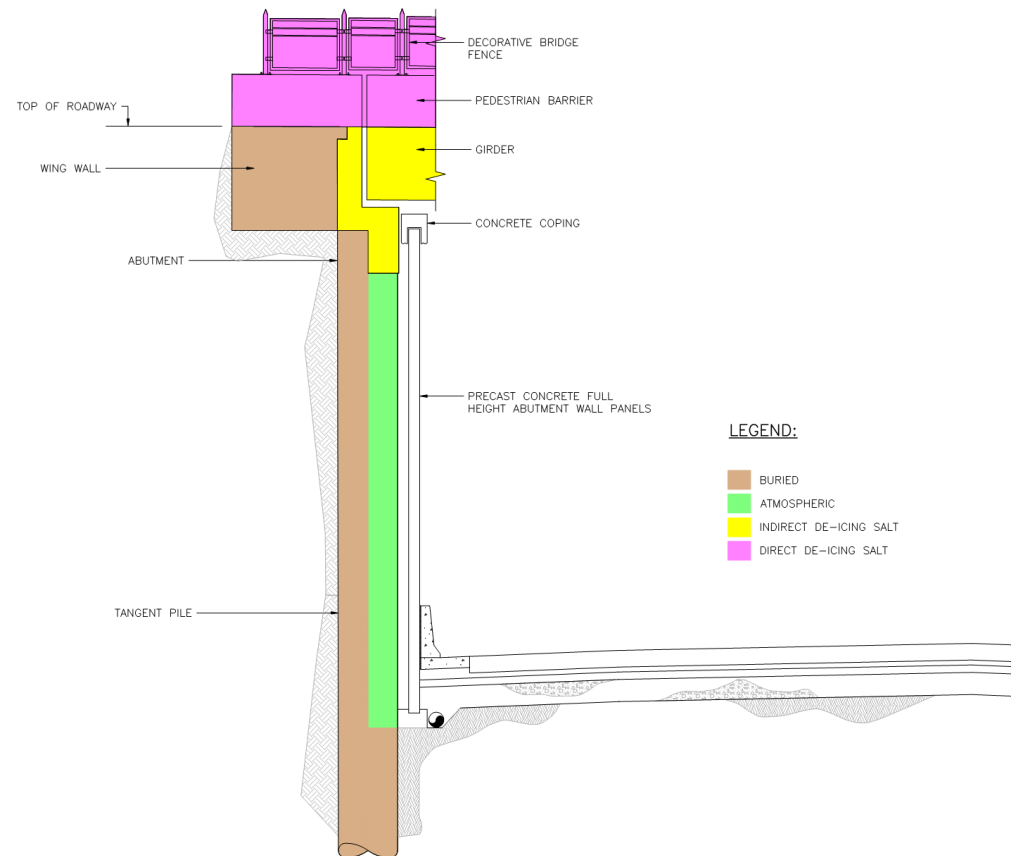 DECORATIVE BRIDGE
FENCE
PEDESTRIAN BARRIER
TOP OF ROADWAY
GIRDER
WING WALL
CONCRETE COPING
ABUTMENT
PRECAST CONCRETE FULL
HEIGHT ABUTMENT WALL PANELS
LEGEND:
BURIED
ATMOSPHERIC
INDIRECT DE-ICING SALT
DIRECT DE-ICING SALT
TANGENT PILE